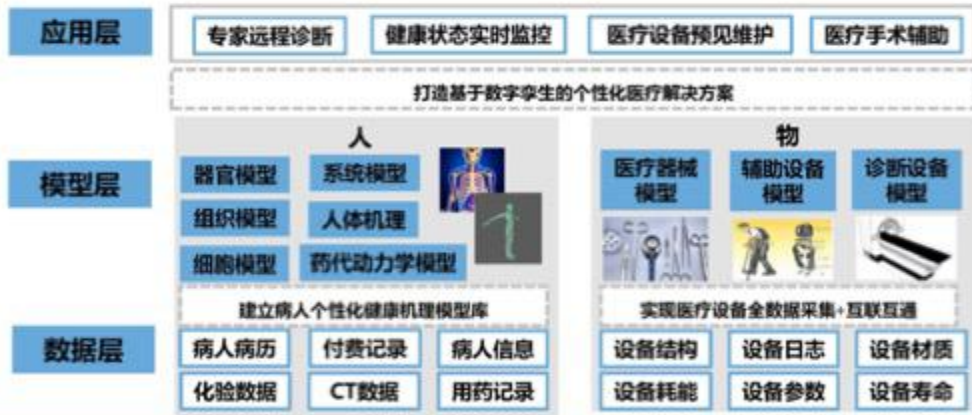 应用层
专家远程诊断
健康状态实时监控
医疗设备预见维护
医疗手术辅助
打造基于数字孪生的个性化医疗解决方案
模型层
人
器官模型
系统模型
组织模型
人体机理
细胞模型
药代动力学模型
物
医疗器械
模型
辅助设备
模型
诊断设备
模型
建立病人个性化健康机理模型库
实现医疗设备全数据采集+互联互通
数据层
病人病历
付费记录
病人信息
化验数据
CT数据
用药记录
设备结构
设备日志
设备材质
设备耗能
设备参数
设备寿命